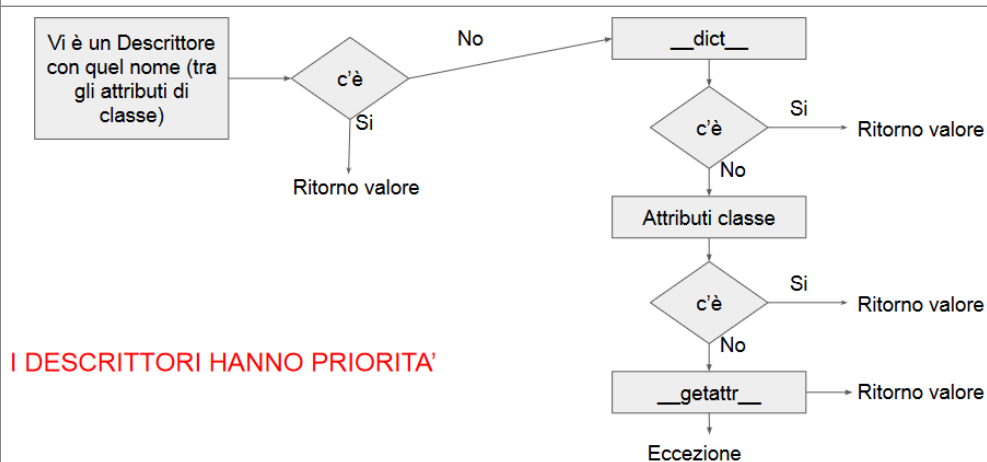 Vi è un Descrittore
con quel nome (tra
gli attributi di
classe)
c'è
No
Si
Ritorno valore
__dict__
c'è
Si
Ritorno valore
No
Attributi classe
c'è
Si
Ritorno valore
No
I DESCRITTORI HANNO PRIORITA'
__getattr__
Ritorno valore
Eccezione